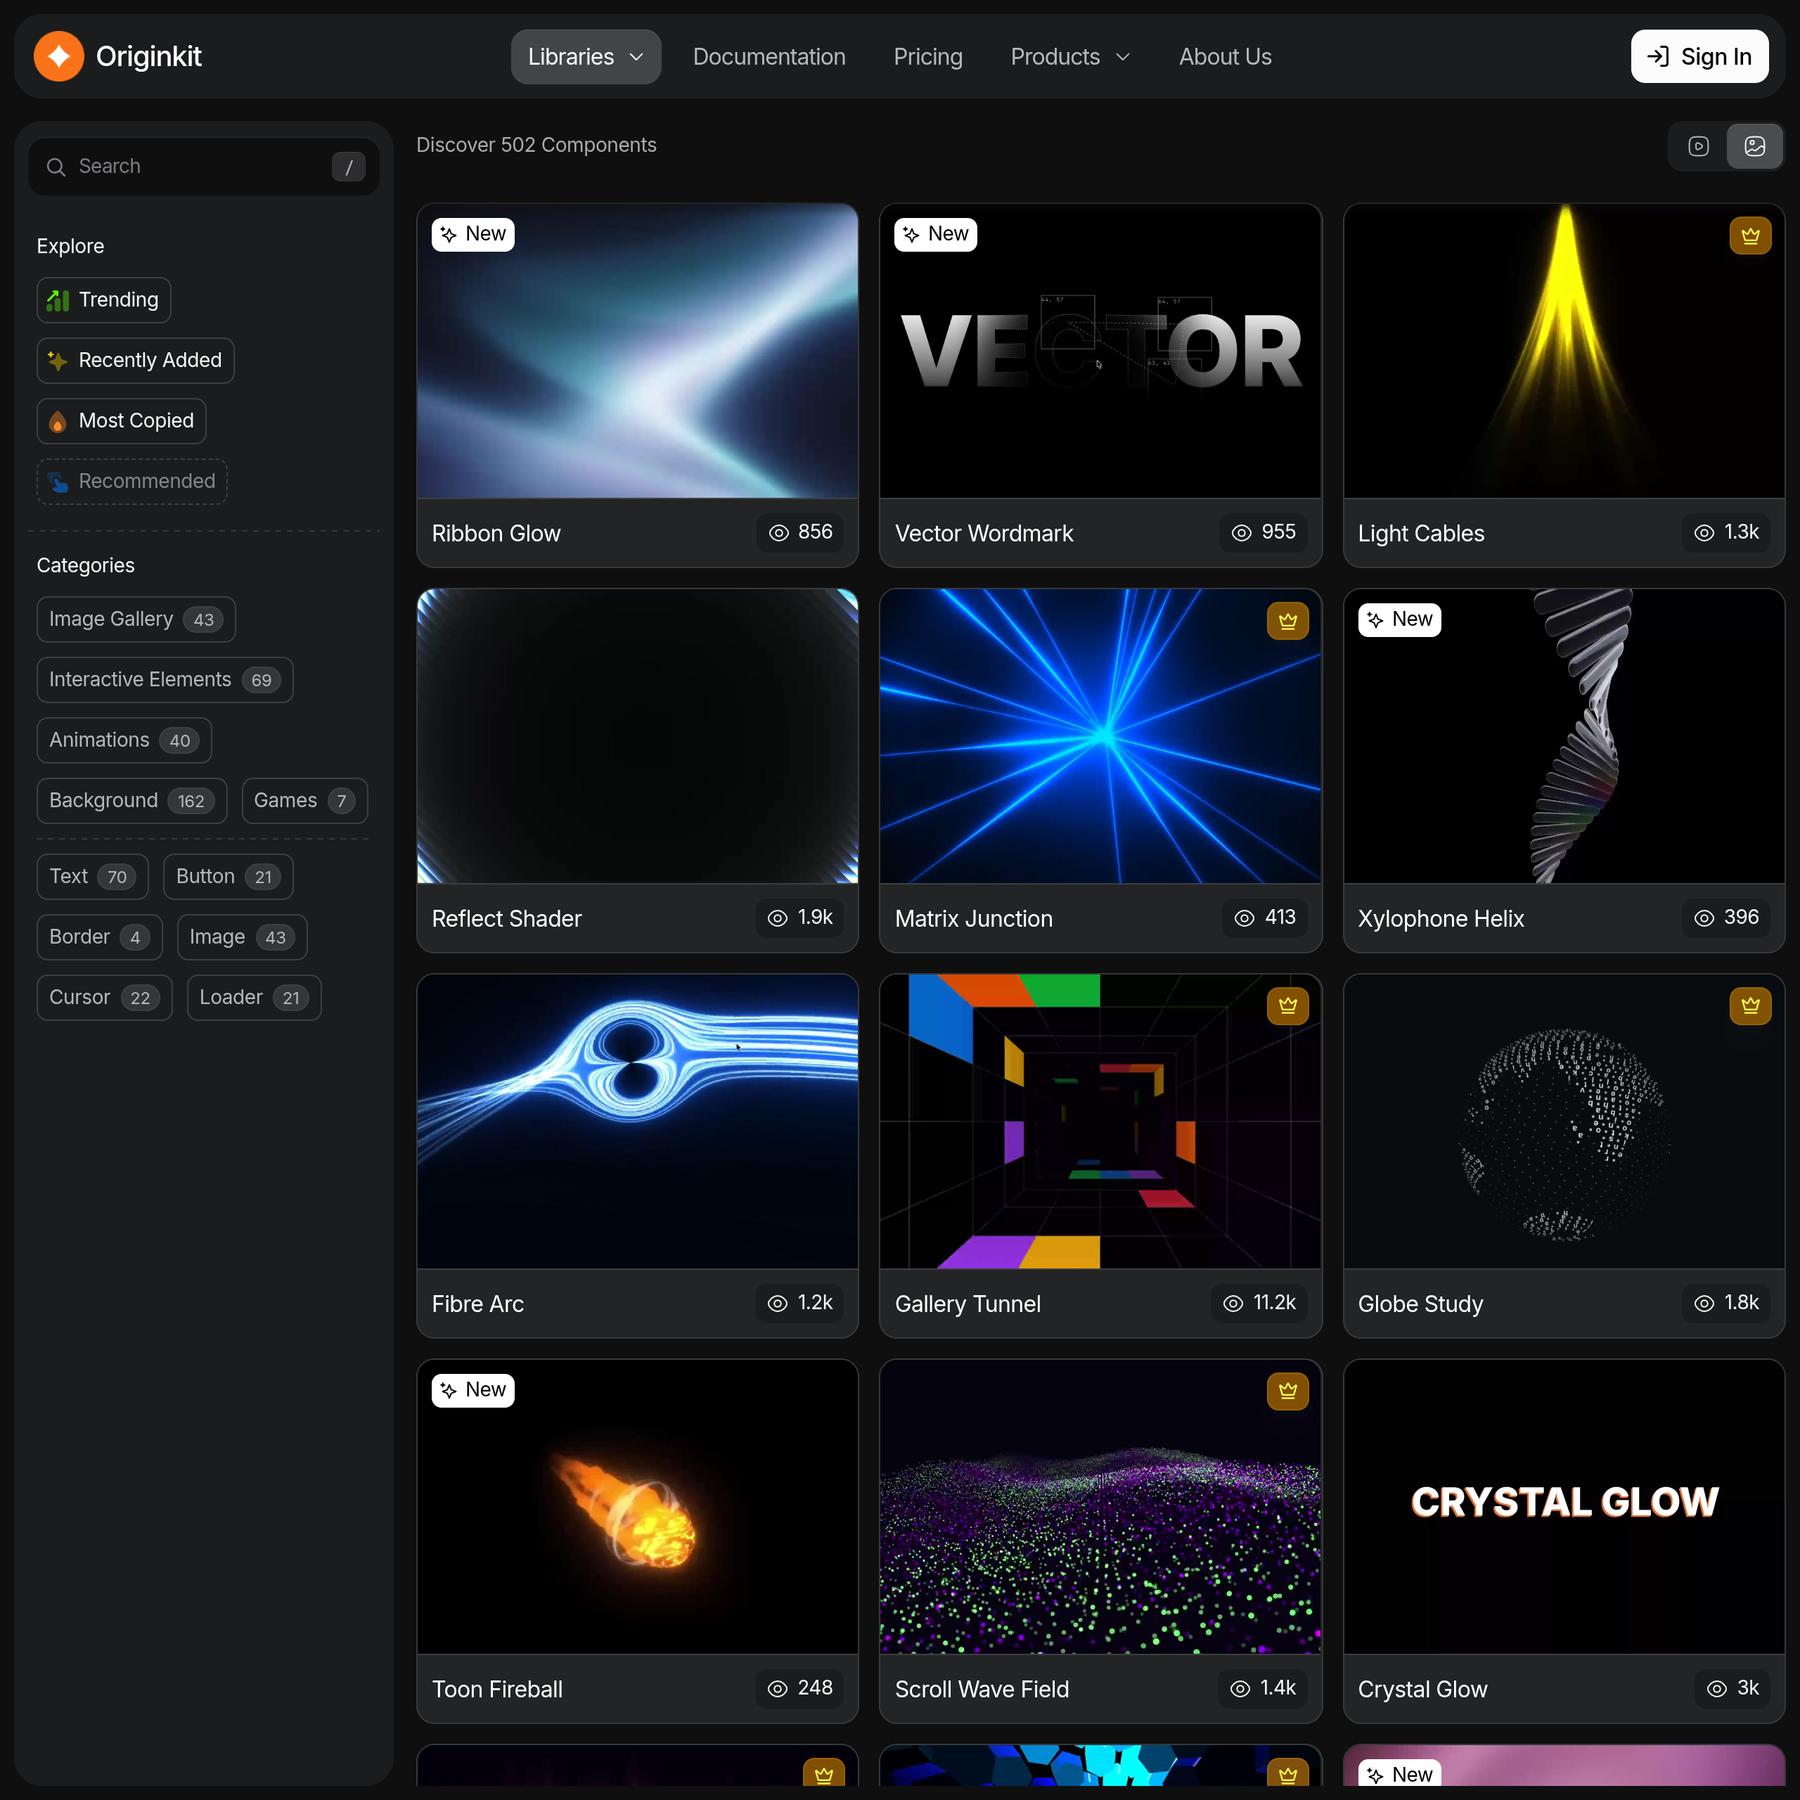 Originkit
Libraries
Documentation
Pricing
Products
About Us
Sign In
Search
/
Explore
Trending
Recently Added
Most Copied
Recommended
Categories
Image Gallery 43
Interactive Elements 69
Animations 40
Background 162
Games 7
Text 70
Button 21
Border 4
Image 43
Cursor 22
Loader 21
Discover 502 Components
New
Ribbon Glow
856
New
VECTOR
Vector Wordmark
955
Light Cables
1.3k
Reflect Shader
1.9k
Matrix Junction
413
New
Xylophone Helix
396
Fibre Arc
1.2k
Gallery Tunnel
11.2k
Globe Study
1.8k
New
Toon Fireball
248
Scroll Wave Field
1.4k
CRYSTAL GLOW
Crystal Glow
3k
New